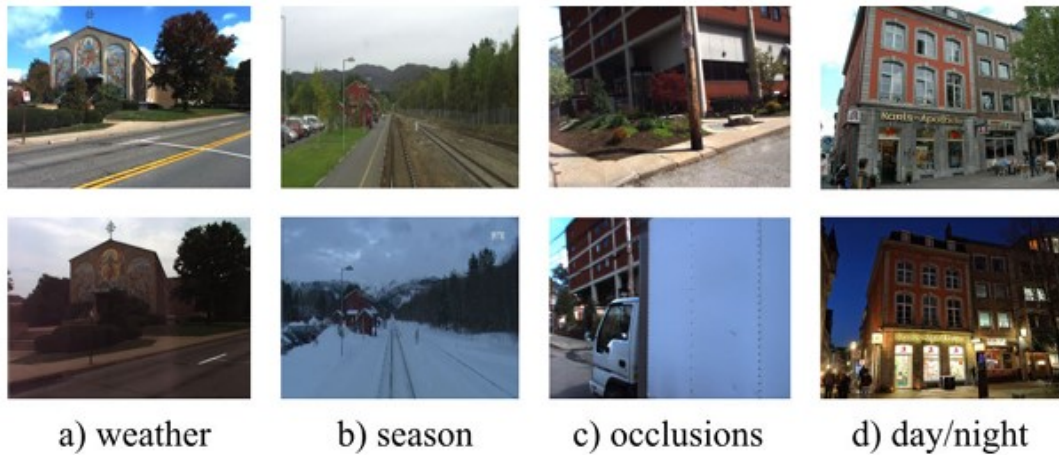 a) weather
b) season
c) occlusions
d) day/night